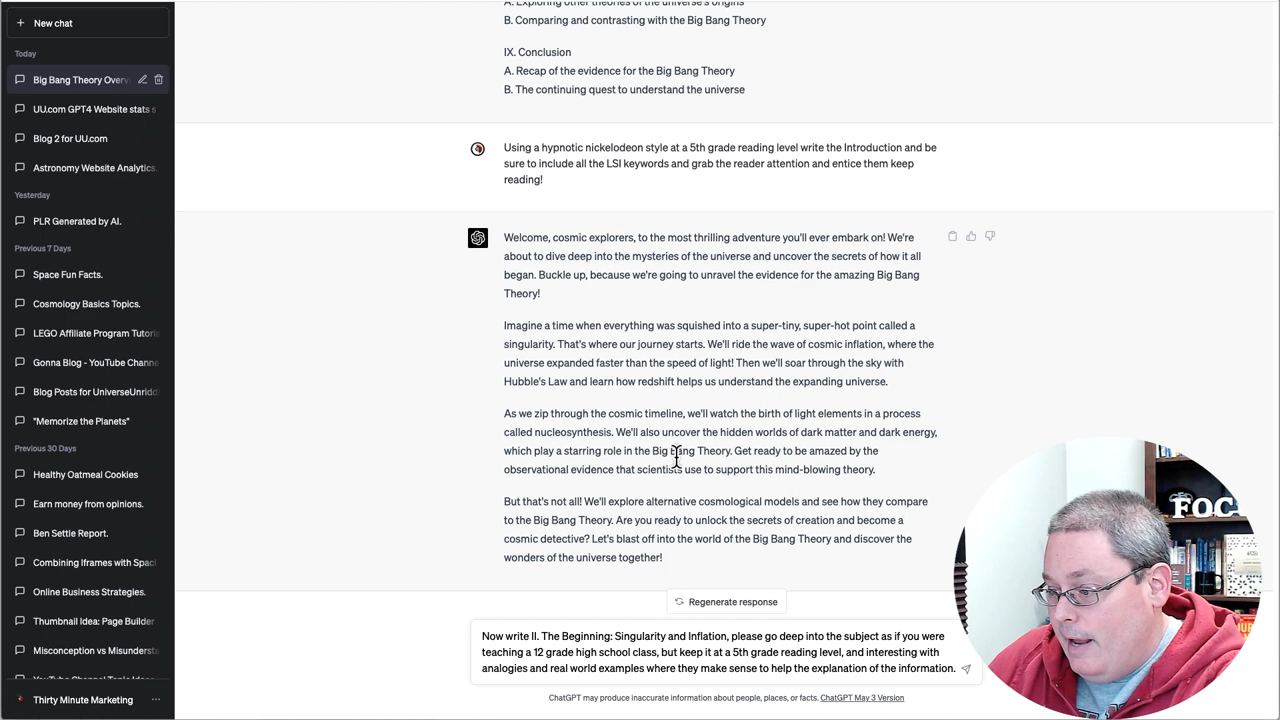 New chat
Today
Big Bang Theory Overv
UU.com GPT4 Website stats s
Blog 2 for UU.com
Astronomy Website Analytics.
Yesterday
PLR Generated by AI.
Previous 7 Days
Space Fun Facts.
Cosmology Basics Topics.
LEGO Affiliate Program Tutoria
Gonna Blog - YouTube Channe
Blog Posts for UniverseUnridd
"Memorize the Planets"
Previous 30 Days
Healthy Oatmeal Cookies
Earn money from opinions.
Ben Settle Report.
Combining Iframes with Spaci
Online Business Strategies.
Thumbnail Idea: Page Builder
Misconception vs Misunderst
YouTube Channel Topic Ideas
Thirty Minute Marketing
A. Exploring other theories of the universe's origins
B. Comparing and contrasting with the Big Bang Theory
IX. Conclusion
A. Recap of the evidence for the Big Bang Theory
B. The continuing quest to understand the universe
Using a hypnotic nickelodeon style at a 5th grade reading level write the Introduction and be
sure to include all the LSI keywords and grab the reader attention and entice them keep
reading!
Welcome, cosmic explorers, to the most thrilling adventure you'll ever embark on! We're
about to dive deep into the mysteries of the universe and uncover the secrets of how it all
began. Buckle up, because we're going to unravel the evidence for the amazing Big Bang
Theory!
Imagine a time when everything was squished into a super-tiny, super-hot point called a
singularity. That's where our journey starts. We'll ride the wave of cosmic inflation, where the
universe expanded faster than the speed of light! Then we'll soar through the sky with
Hubble's Law and learn how redshift helps us understand the expanding universe.
As we zip through the cosmic timeline, we'll watch the birth of light elements in a process
called nucleosynthesis. We'll also uncover the hidden worlds of dark matter and dark energy,
which play a starring role in the Big Bang Theory. Get ready to be amazed by the
observational evidence that scientists use to support this mind-blowing theory.
But that's not all! We'll explore alternative cosmological models and see how they compare
to the Big Bang Theory. Are you ready to unlock the secrets of creation and become a
cosmic detective? Let's blast off into the world of the Big Bang Theory and discover the
wonders of the universe together!
Regenerate response
Now write II. The Beginning: Singularity and Inflation, please go deep into the subject as if you were
teaching a 12 grade high school class, but keep it at a 5th grade reading level, and interesting with
analogies and real world examples where they make sense to help the explanation of the information.
ChatGPT may produce inaccurate information about people, places, or facts. ChatGPT May 3 Version
FOC